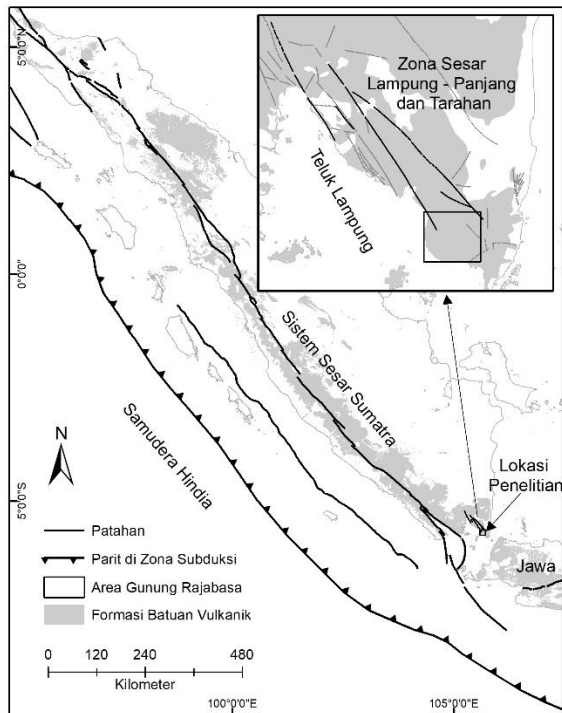 5°0'0"N
0°0'0"
5°0'0"S
Zona Sesar
Lampung - Panjang
dan Tarahan
Teluk Lampung
Sistem Sesar Sumatra
Samudera Hindia
N
Lokasi
Penelitian
Jawa
Patahan
Parit di Zona Subduksi
Area Gunung Rajabasa
Formasi Batuan Vulkanik
0 120 240 360 480
Kilometer
100°0'0"E
105°0'0"E